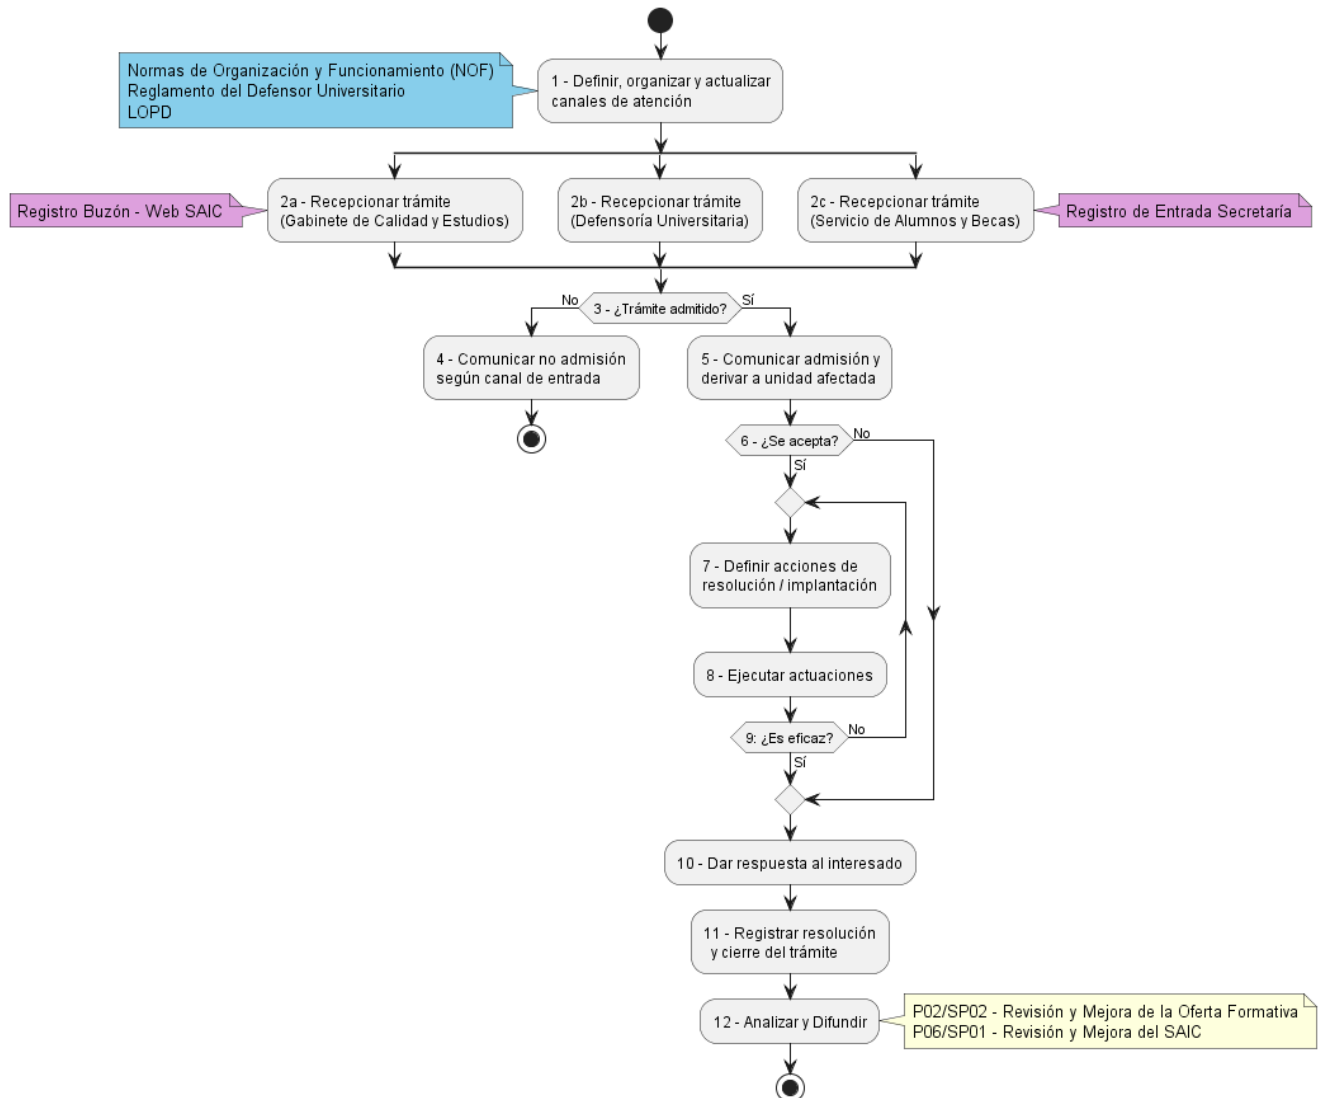 Normas de Organización y Funcionamiento (NOF)
Reglamento del Defensor Universitario
LOPD
1 - Definir, organizar y actualizar
canales de atención
Registro Buzón - Web SAIC
2a - Recepcionar trámite
(Gabinete de Calidad y Estudios)
2b - Recepcionar trámite
(Defensoría Universitaria)
2c - Recepcionar trámite
(Servicio de Alumnos y Becas)
Registro de Entrada Secretaría
No
3 - ¿Trámite admitido?
Sí
4 - Comunicar no admisión
según canal de entrada
5 - Comunicar admisión y
derivar a unidad afectada
6 - ¿Se acepta?
No
Sí
7 - Definir acciones de
resolución / implantación
8 - Ejecutar actuaciones
9: ¿Es eficaz?
No
Sí
10 - Dar respuesta al interesado
11 - Registrar resolución
y cierre del trámite
12 - Analizar y Difundir
P02/SP02 - Revisión y Mejora de la Oferta Formativa
P06/SP01 - Revisión y Mejora del SAIC